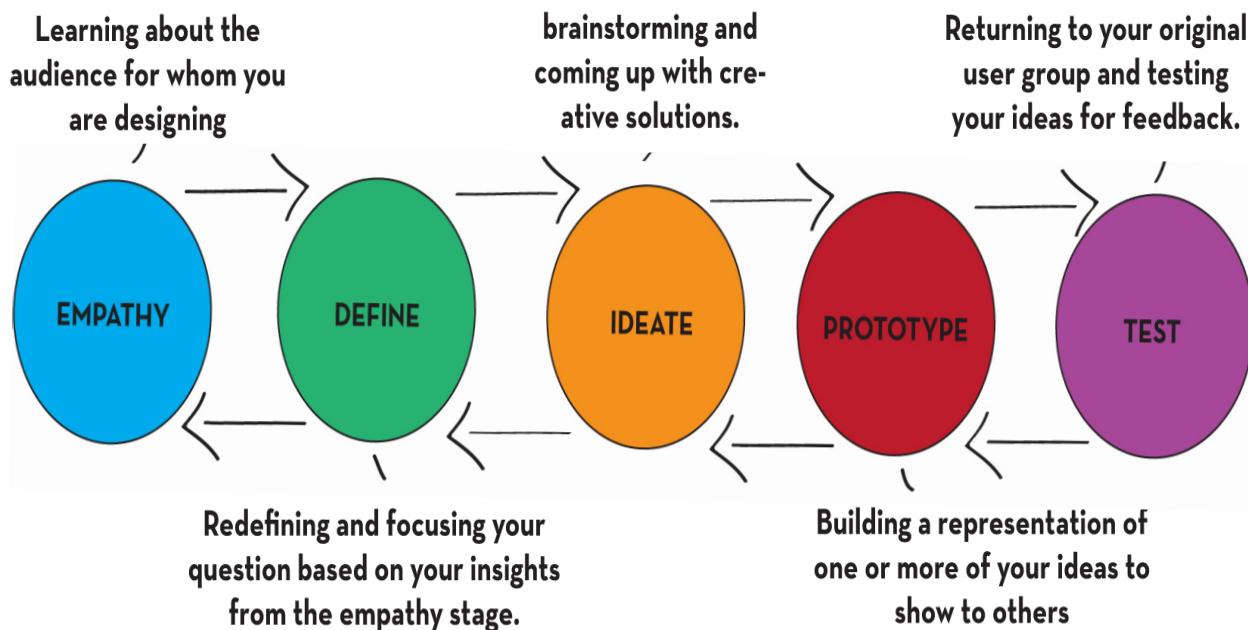 Learning about the
audience for whom you
are designing
brainstorming and
coming up with cre-
ative solutions.
Returning to your original
user group and testing
your ideas for feedback.
EMPATHY
DEFINE
IDEATE
PROTOTYPE
TEST
Redefining and focusing your
question based on your insights
from the empathy stage.
Building a representation of
one or more of your ideas to
show to others